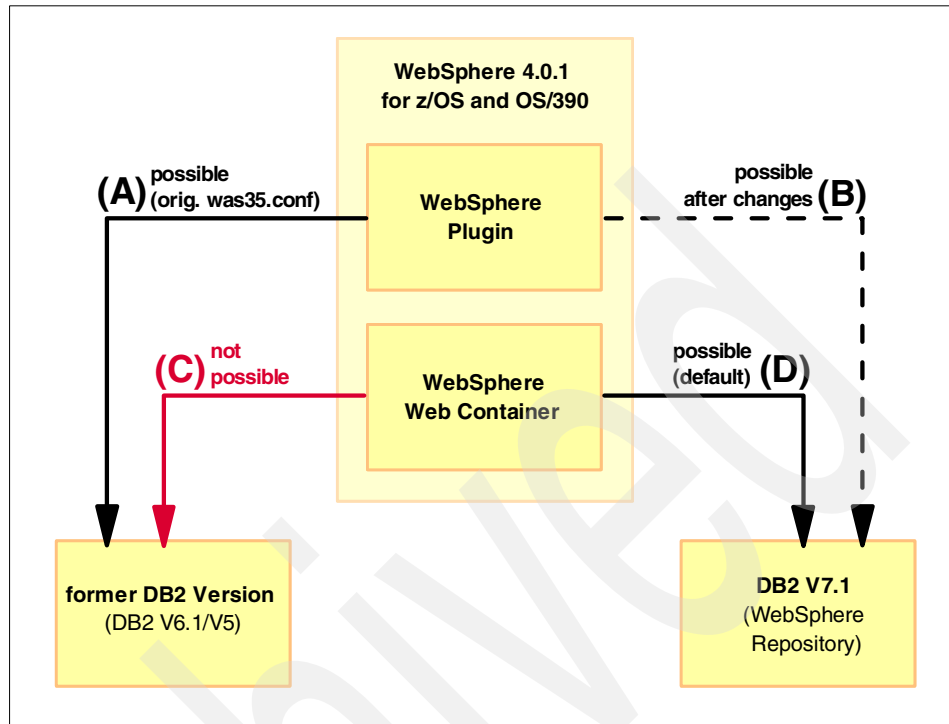 WebSphere 4.0.1
for z/OS and OS/390
(A) possible
(orig. was35.conf)
WebSphere
Plugin
possible
after changes (B)
(C) not
possible
WebSphere
Web Container
possible
(default) (D)
former DB2 Version
(DB2 V6.1/V5)
DB2 V7.1
(WebSphere
Repository)
hived